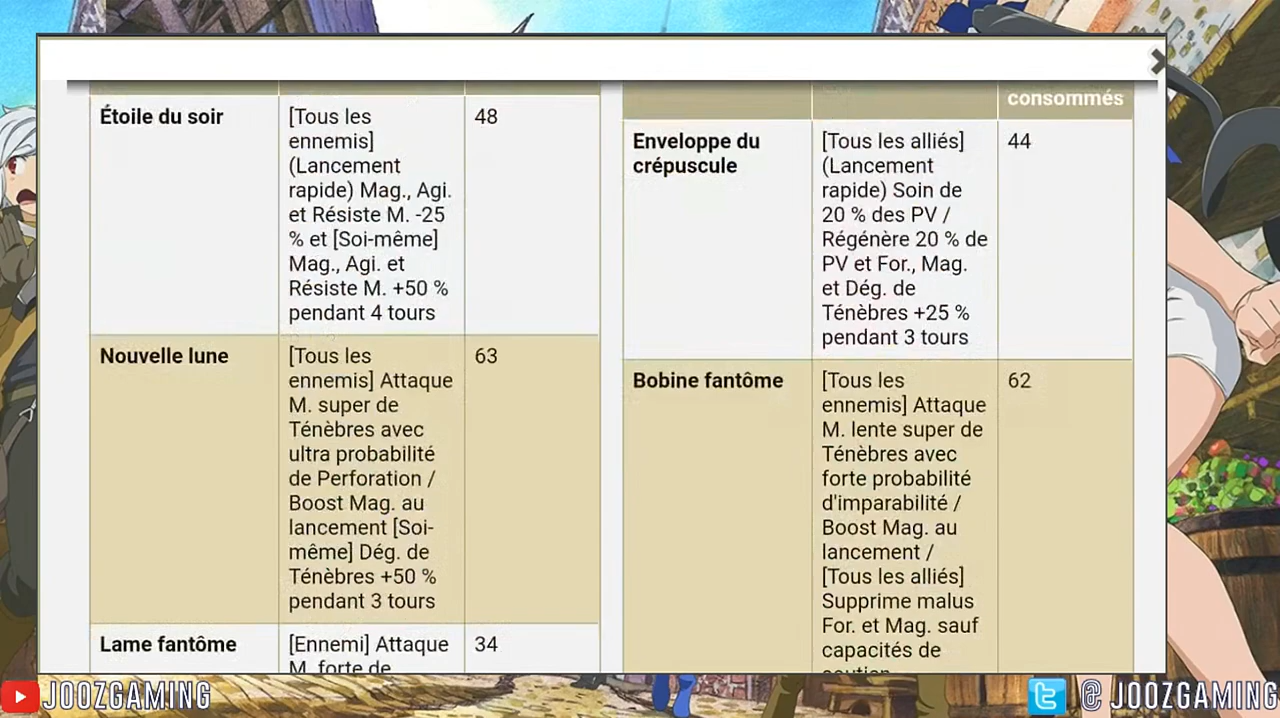 Étoile du soir
[Tous les
ennemis]
(Lancement
rapide) Mag., Agi.
et Résiste M. -25
% et [Soi-même]
Mag., Agi. et
Résiste M. +50 %
pendant 4 tours
48
Nouvelle lune
[Tous les
ennemis] Attaque
M. super de
Ténèbres avec
ultra probabilité
de Perforation /
Boost Mag. au
lancement [Soi-
même] Dég. de
Ténèbres +50 %
pendant 3 tours
63
Lame fantôme
[Ennemi] Attaque
M. forte de
34
consommés
Enveloppe du
crépuscule
[Tous les alliés]
(Lancement
rapide) Soin de
20 % des PV /
Régénère 20 % de
PV et For., Mag.
et Dég. de
Ténèbres +25 %
pendant 3 tours
44
Bobine fantôme
[Tous les
ennemis] Attaque
M. lente super de
Ténèbres avec
forte probabilité
d'imparabilité /
Boost Mag. au
lancement /
[Tous les alliés]
Supprime malus
For. et Mag. sauf
capacités de
soutien
62
JOOZGAMING
@JOOZGAMING